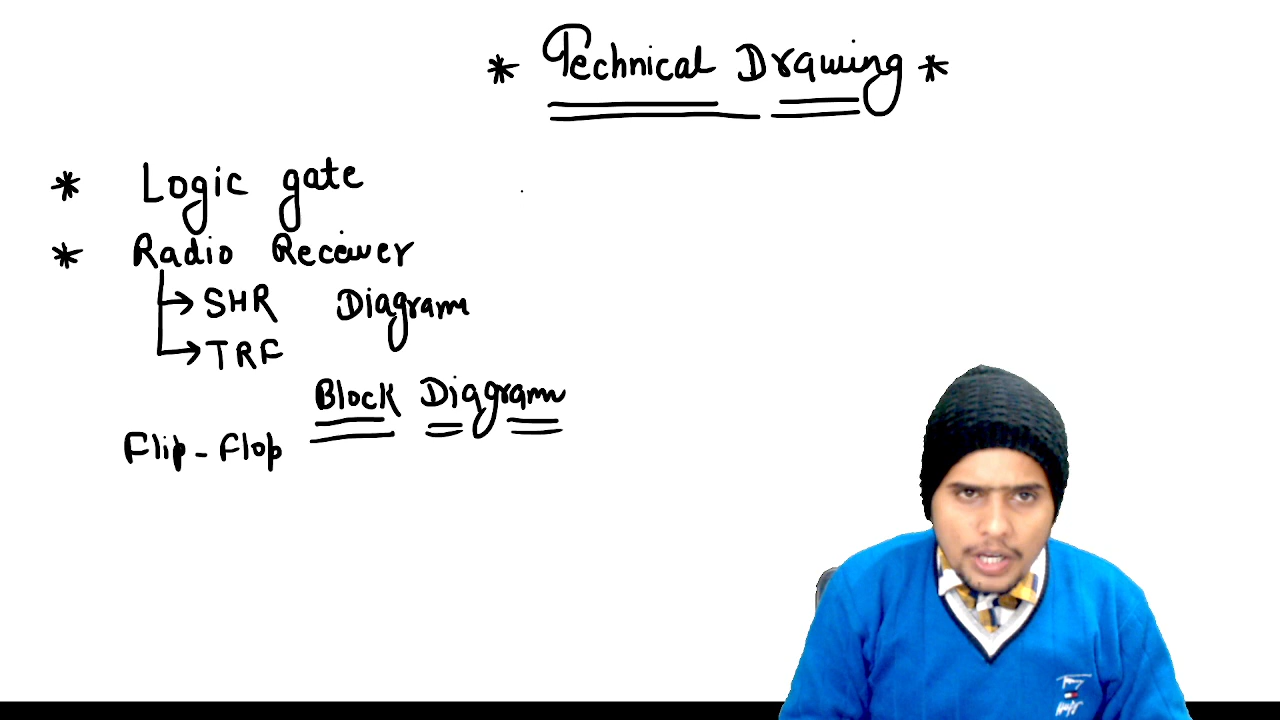 * Technical Drawing *
* Logic gate
* Radio Receiver
→ SHR Diagram
→ TRF
Block Diagram
Flip - Flop